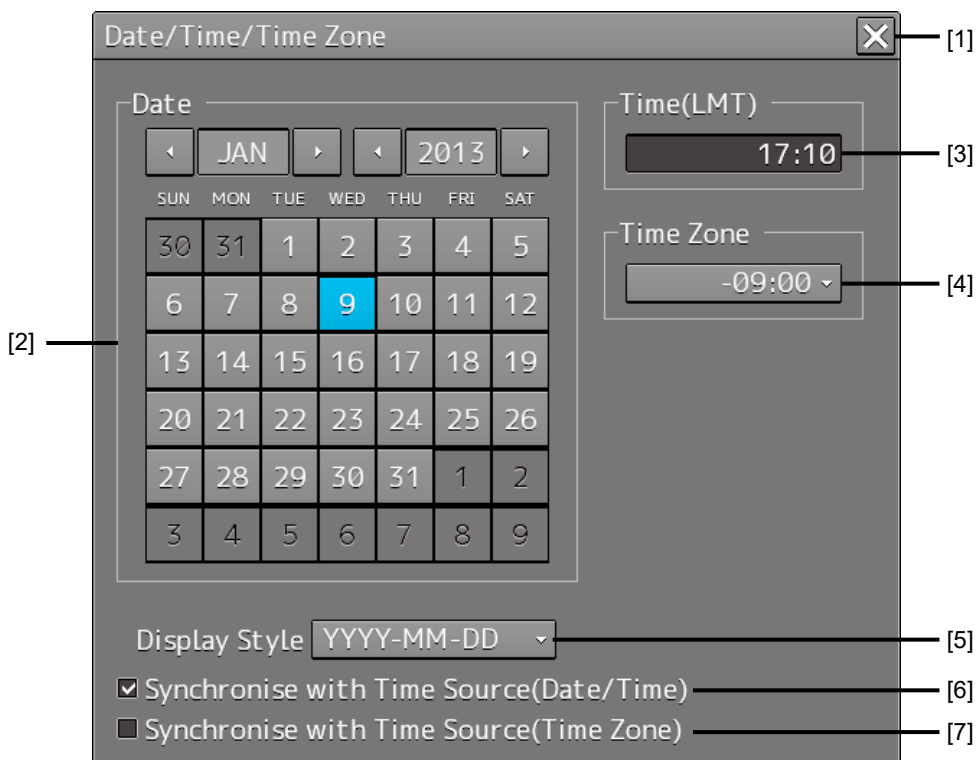 Date/Time/Time Zone [1]
Date
JAN 2013
SUN MON TUE WED THU FRI SAT
30 31 1 2 3 4 5
6 7 8 9 10 11 12
13 14 15 16 17 18 19
20 21 22 23 24 25 26
27 28 29 30 31 1 2
3 4 5 6 7 8 9
[2]
Time(LMT)
17:10 [3]
Time Zone
-09:00 [4]
Display Style YYYY-MM-DD [5]
Synchronise with Time Source(Date/Time) [6]
Synchronise with Time Source(Time Zone) [7]